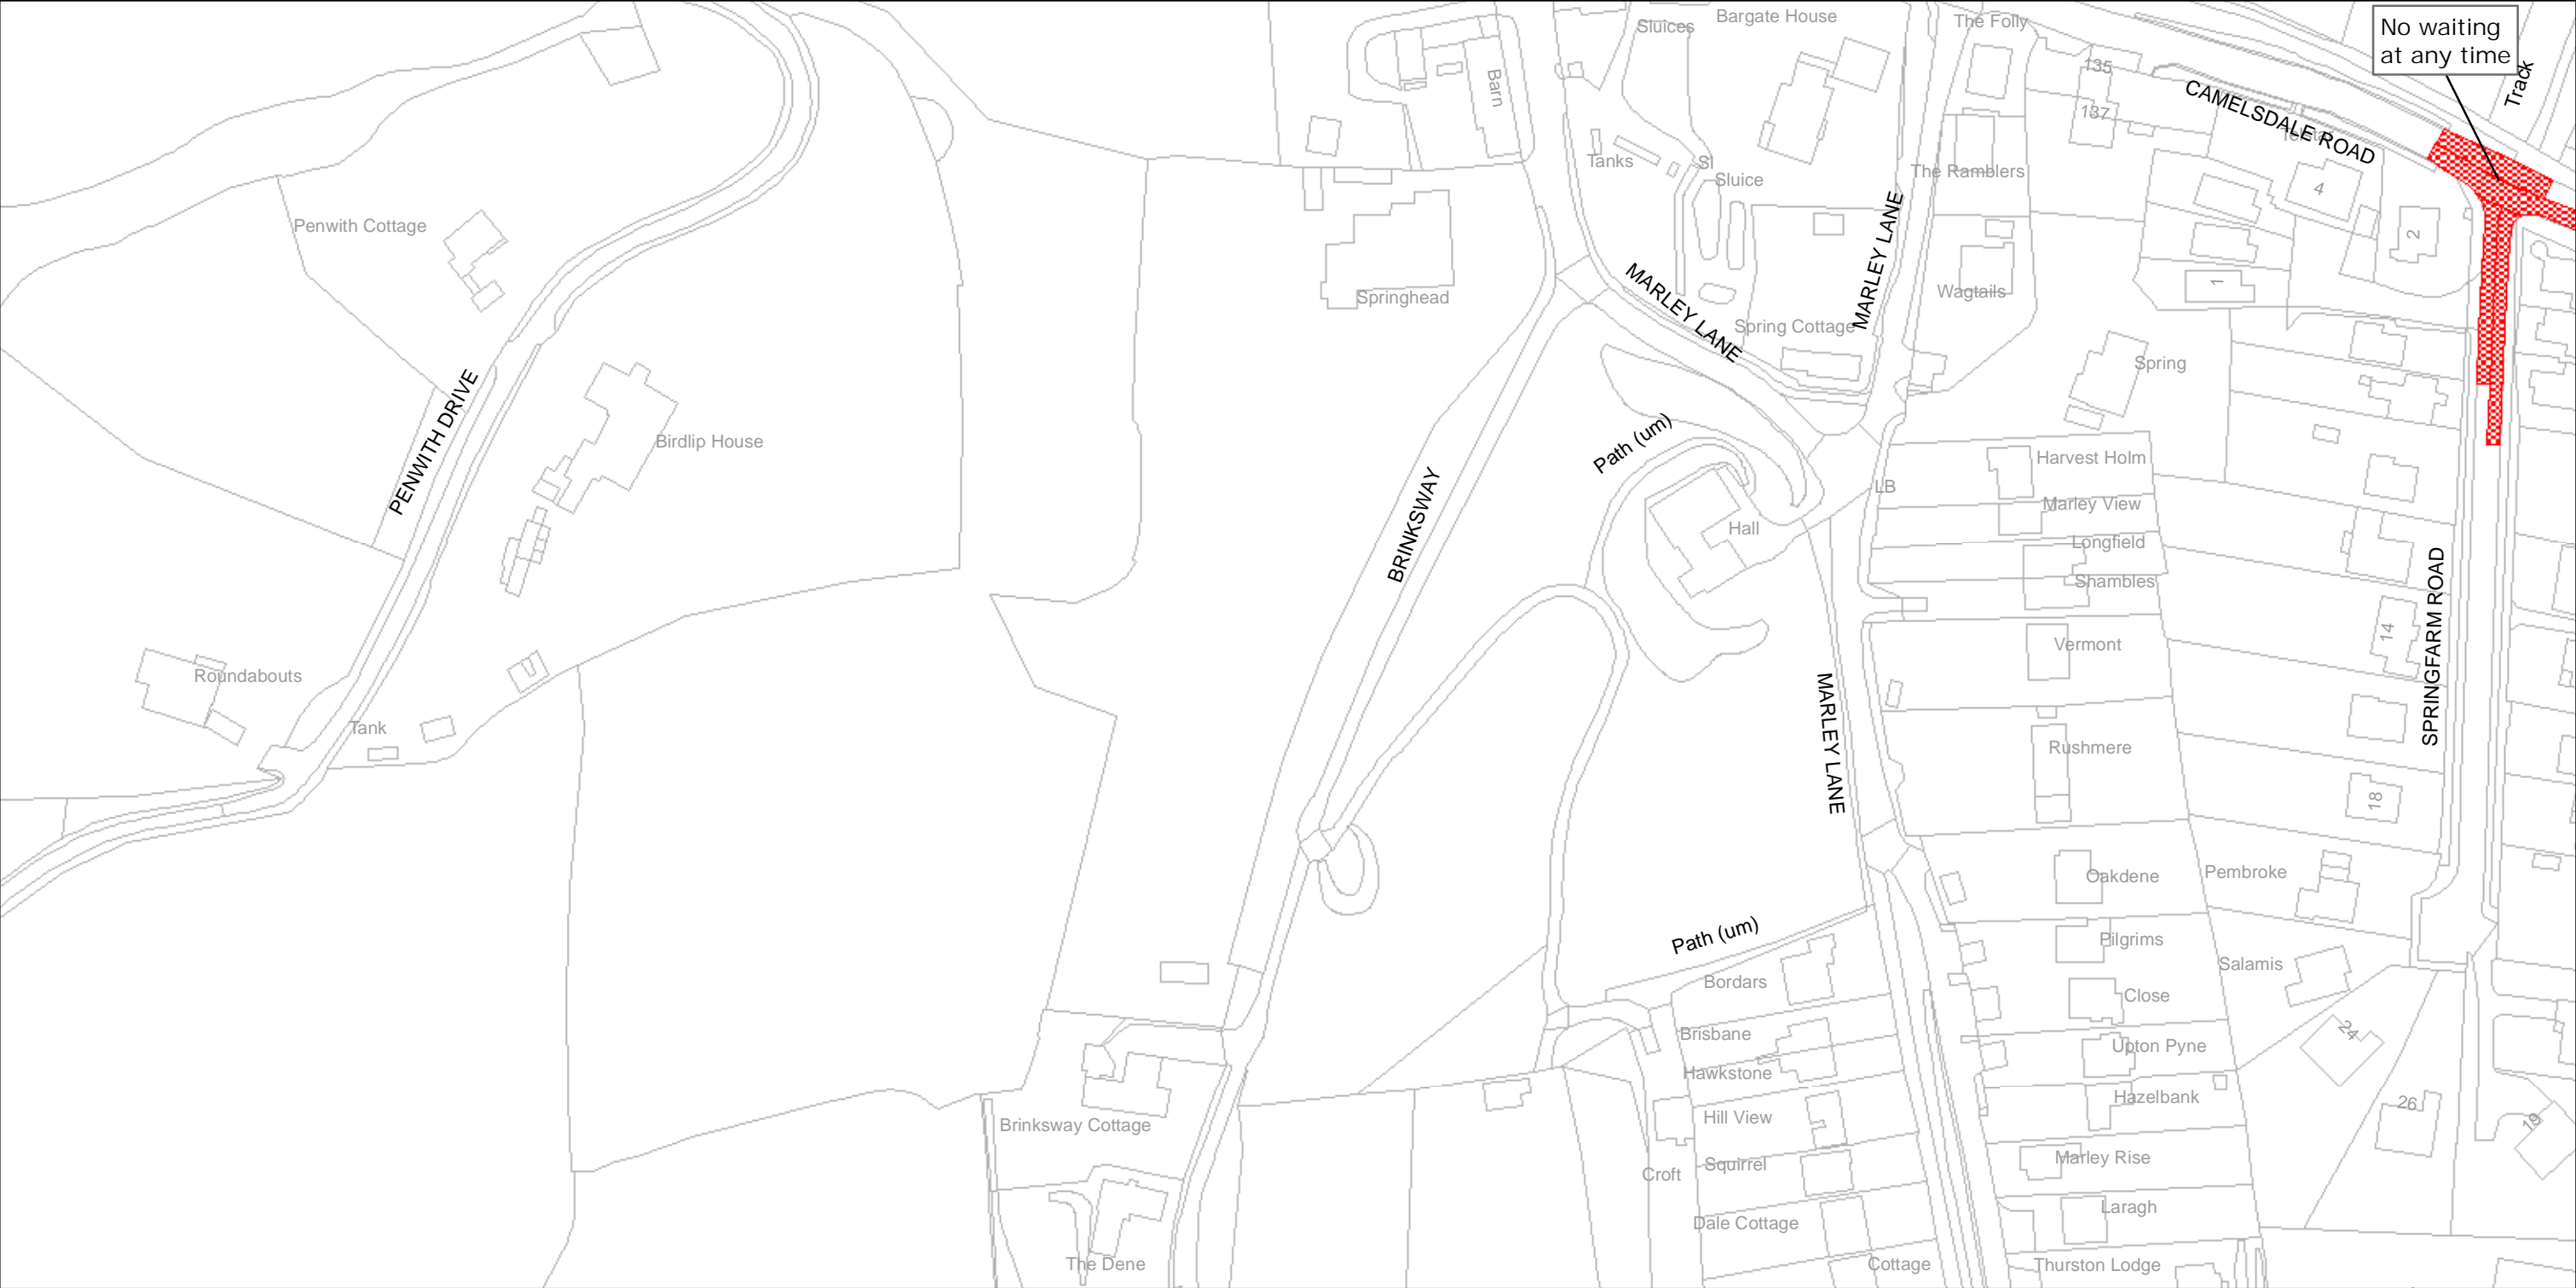 No waiting
at any time
Track
CAMELSDALE ROAD
Sluices
Bargate House
The Folly
135
137
Barn
Tanks
Sl
Sluice
The Ramblers
4
2
1
Penwith Cottage
Springhead
MARLEY LANE
MARLEY LANE
Wagtails
Spring Cottage
Spring
PENWITH DRIVE
Birdlip House
Path (um)
BRINKSWAY
Hall
LB
Harvest Holm
Marley View
Longfield
Shambles
Vermont
14
SPRINGFARM ROAD
Roundabouts
Tank
MARLEY LANE
Rushmere
18
Oakdene
Pembroke
Path (um)
Pilgrims
Salamis
Bordars
Close
Brisbane
24
Upton Pyne
Hawkstone
Hazelbank
26
19
Hill View
Brinksway Cottage
Croft
Squirrel
Marley Rise
Dale Cottage
Laragh
The Dene
Cottage
Thurston Lodge